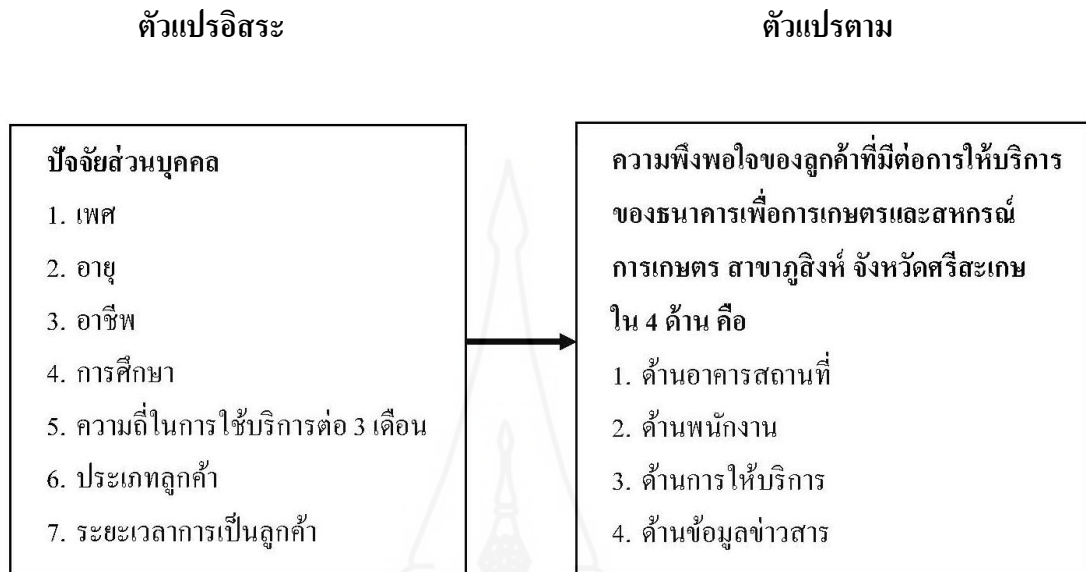 ตัวแปรอิสระ
ตัวแปรตาม
ปัจจัยส่วนบุคคล
1. เพศ
2. อายุ
3. อาชีพ
4. การศึกษา
5. ความถี่ในการใช้บริการต่อ 3 เดือน
6. ประเภทลูกค้า
7. ระยะเวลาการเป็นลูกค้า
ความพึงพอใจของลูกค้าที่มีต่อการให้บริการ
ของธนาคารเพื่อการเกษตรและสหกรณ์
การเกษตร สาขาภูสิงห์ จังหวัดศรีสะเกษ
ใน 4 ด้าน คือ
1. ด้านอาคารสถานที่
2. ด้านพนักงาน
3. ด้านการให้บริการ
4. ด้านข้อมูลข่าวสาร